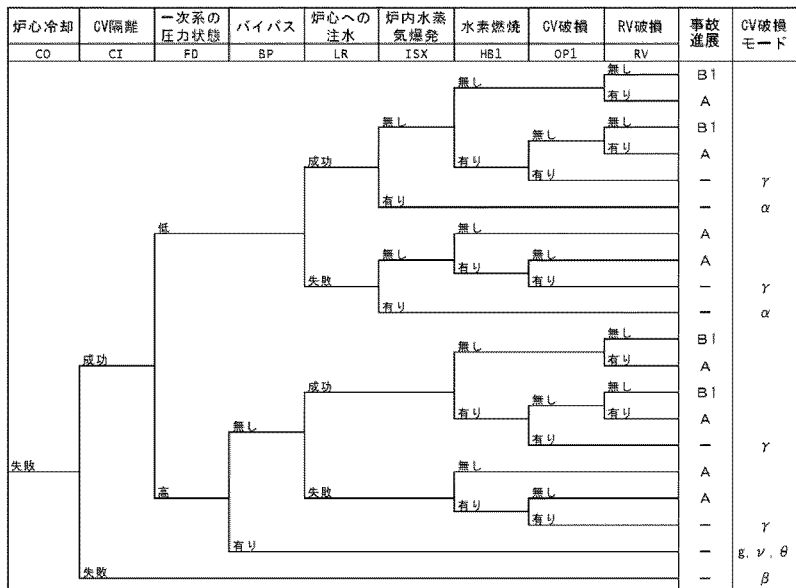 炉心冷却 CV隔離 一次系の圧力状態 バイパス 炉心への注水 炉内水蒸気爆発 水素燃焼 CV破損 RV破損 事故進展 CV破損モード
CO CI FD BP LR ISX HB1 OP1 RV
無し B1
無し
有り A
無し 無し B1
無し
有り A
成功 有り
有り － γ
有り － α
低 無し A
無し 無し A
有り
失敗 有り － γ
有り － α
無し B1
無し
成功 有り A
成功 無し B1
無し
有り 有り A
無し 有り － γ
失敗 無し A
高 失敗 無し A
有り
有り － γ
有り － g, ν, θ
失敗 － β